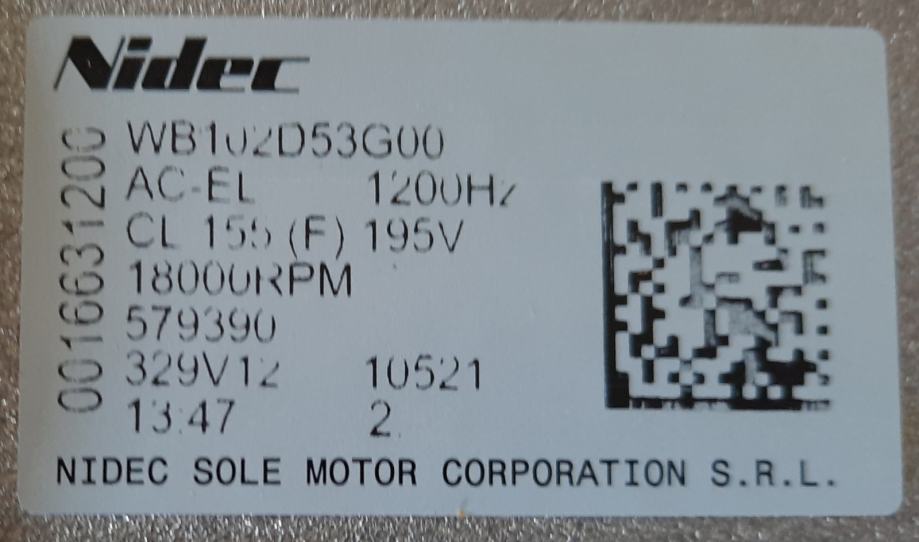 Nidec
0016631200
WB102D53G00
AC-EL 1200Hz
CL 155 (F) 195V
18000RPM
579390
329V12 10521
13:47 2
NIDEC SOLE MOTOR CORPORATION S.R.L.